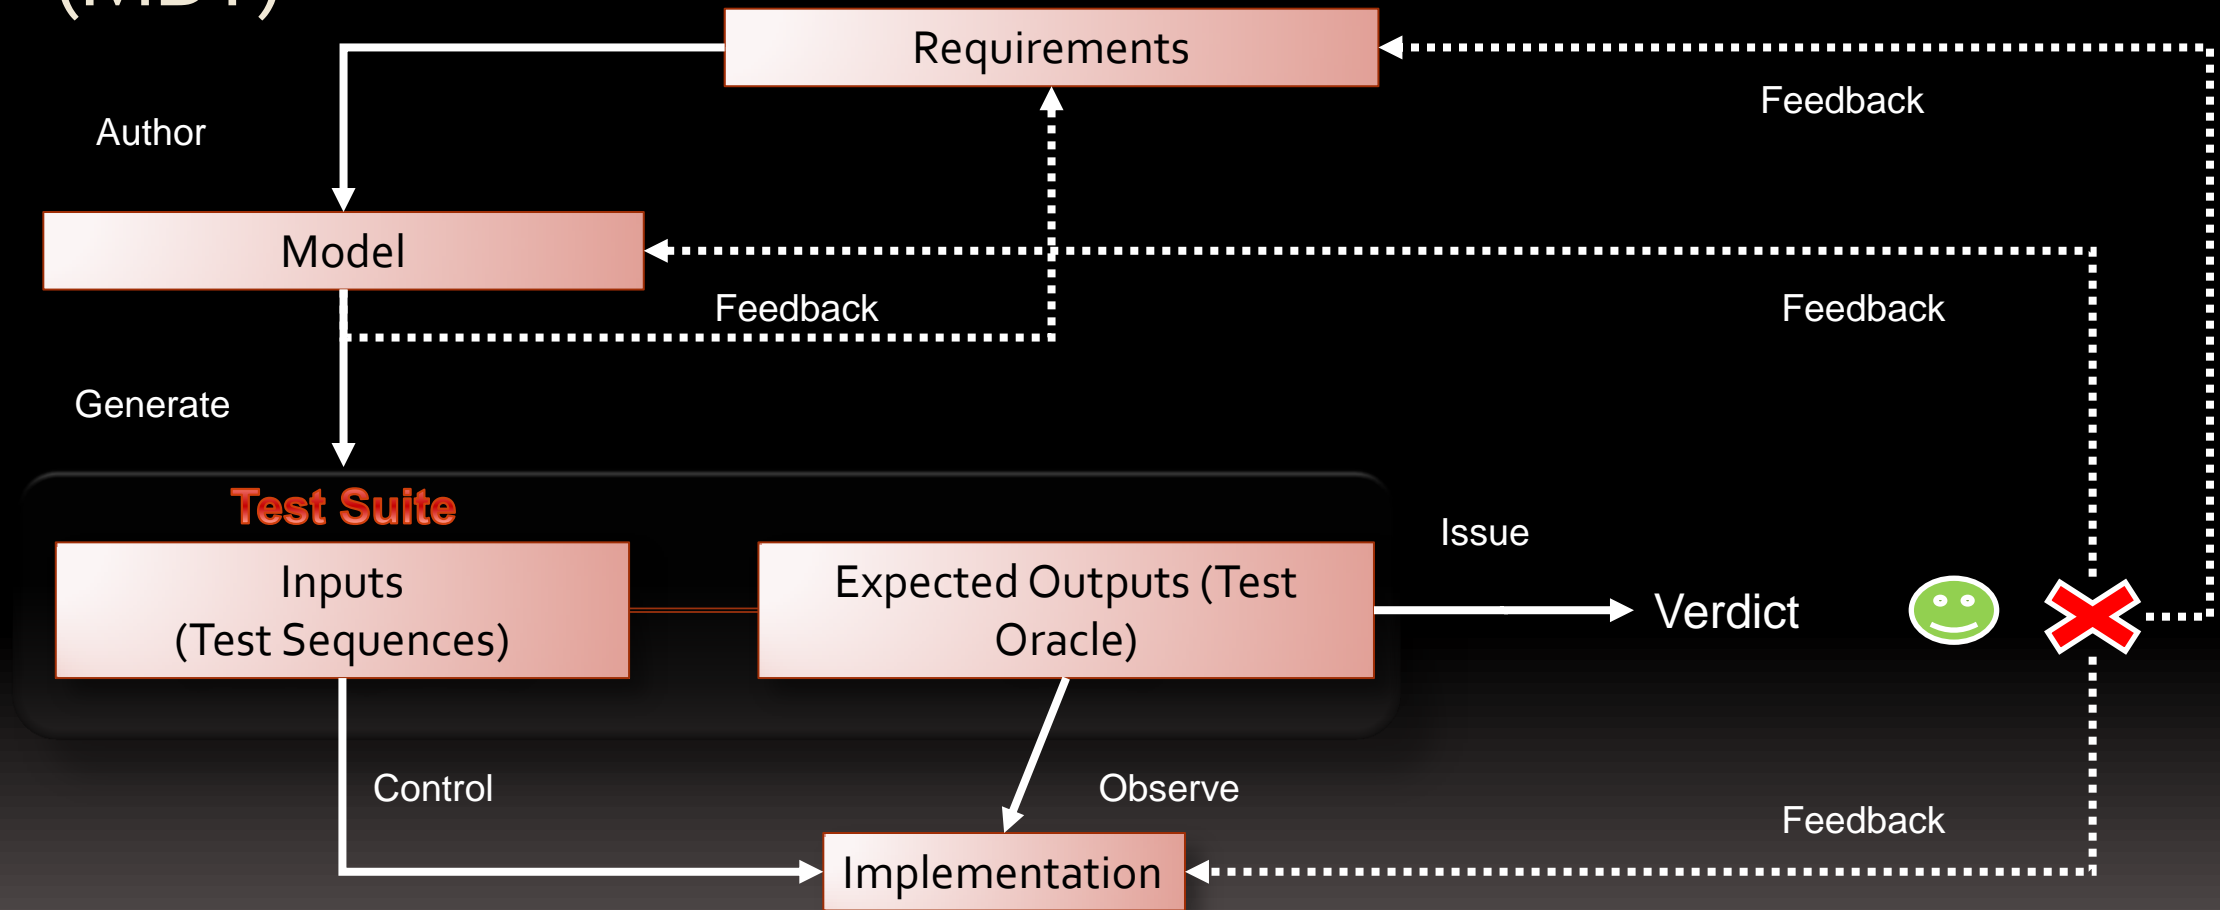 (MBT)
Requirements
Feedback
Author
Model
Feedback
Feedback
Generate
Test Suite
Issue
Inputs
(Test Sequences)
Expected Outputs (Test
Oracle)
Verdict
Control
Observe
Feedback
Implementation